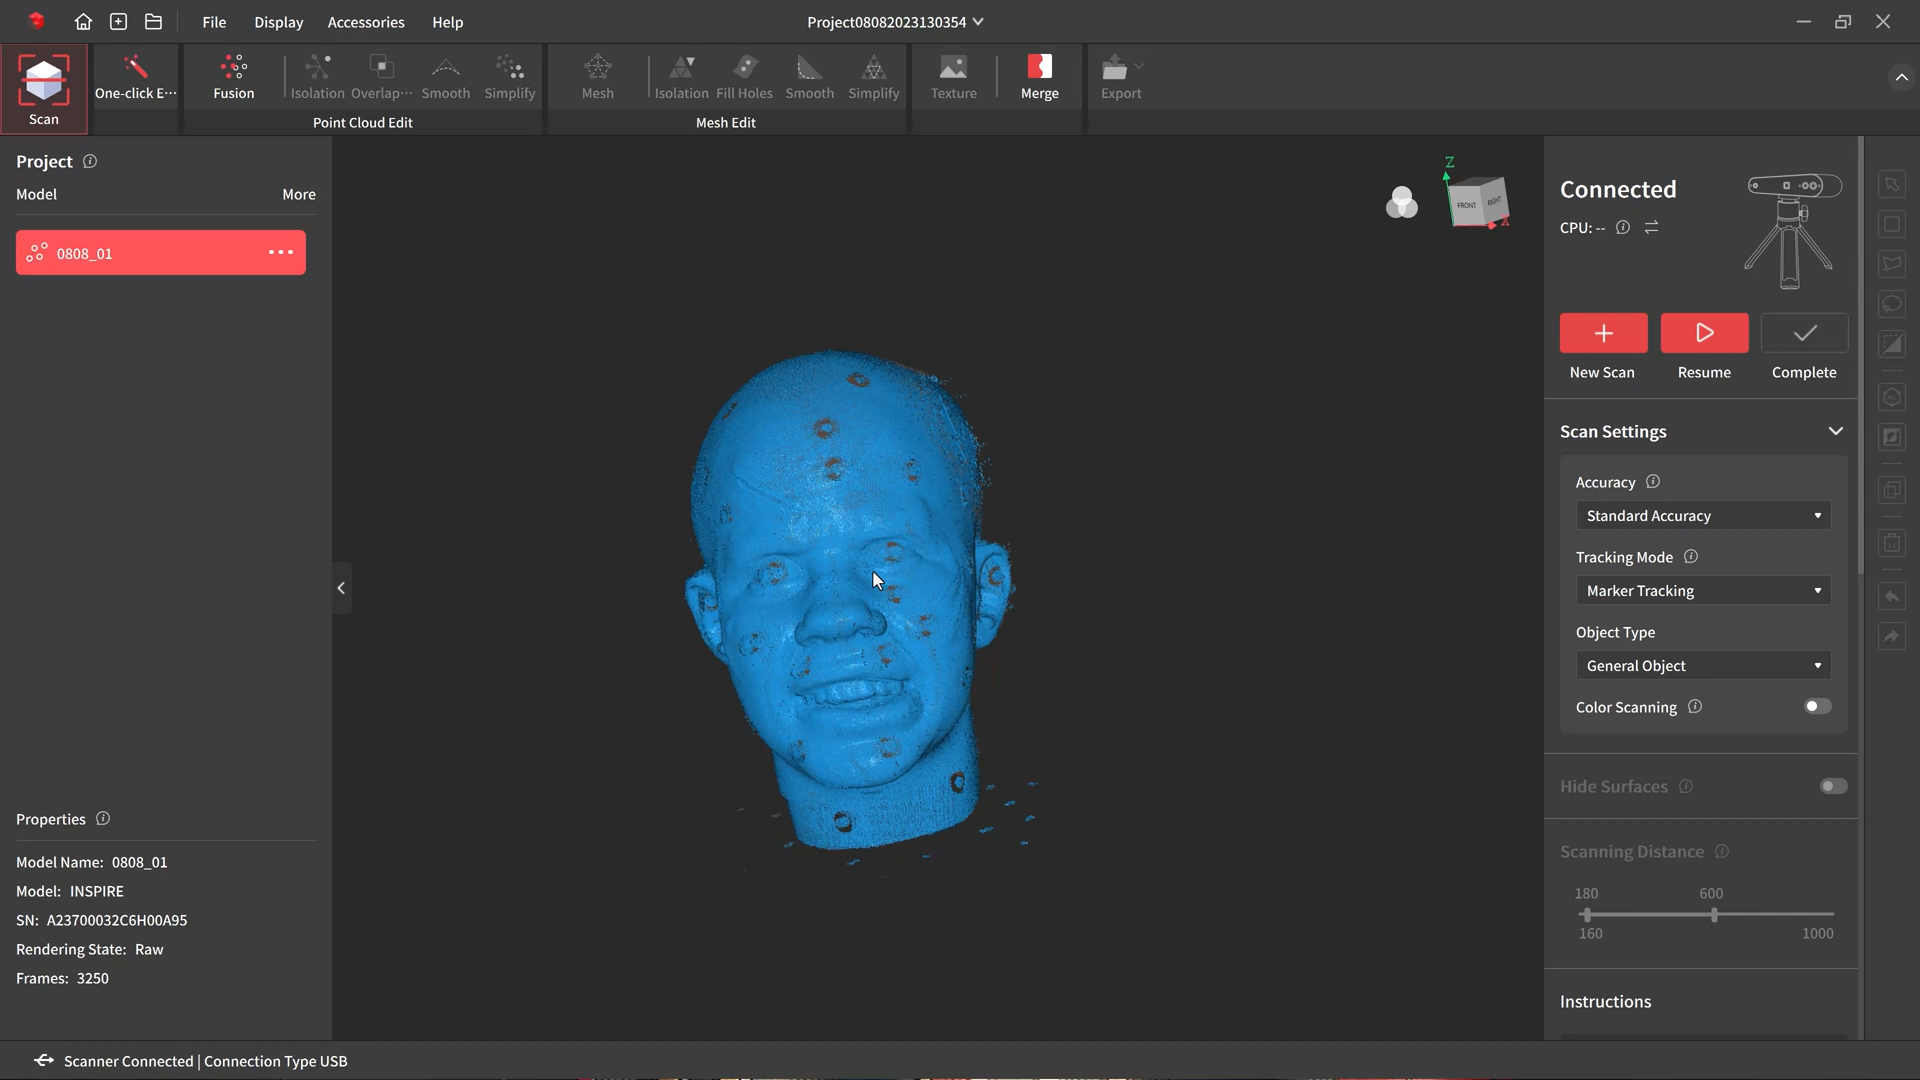 File Display Accessories Help
Project08082023130354
Scan
One-click E···
Fusion
Isolation
Overlap···
Smooth
Simplify
Point Cloud Edit
Mesh
Isolation
Fill Holes
Smooth
Simplify
Mesh Edit
Texture
Merge
Export
Project
Model More
0808_01
Properties
Model Name: 0808_01
Model: INSPIRE
SN: A23700032C6H00A95
Rendering State: Raw
Frames: 3250
Z
FRONT RIGHT
X
Connected
CPU: --
New Scan Resume Complete
Scan Settings
Accuracy
Standard Accuracy
Tracking Mode
Marker Tracking
Object Type
General Object
Color Scanning
Hide Surfaces
Scanning Distance
180 600
160 1000
Instructions
Scanner Connected | Connection Type USB